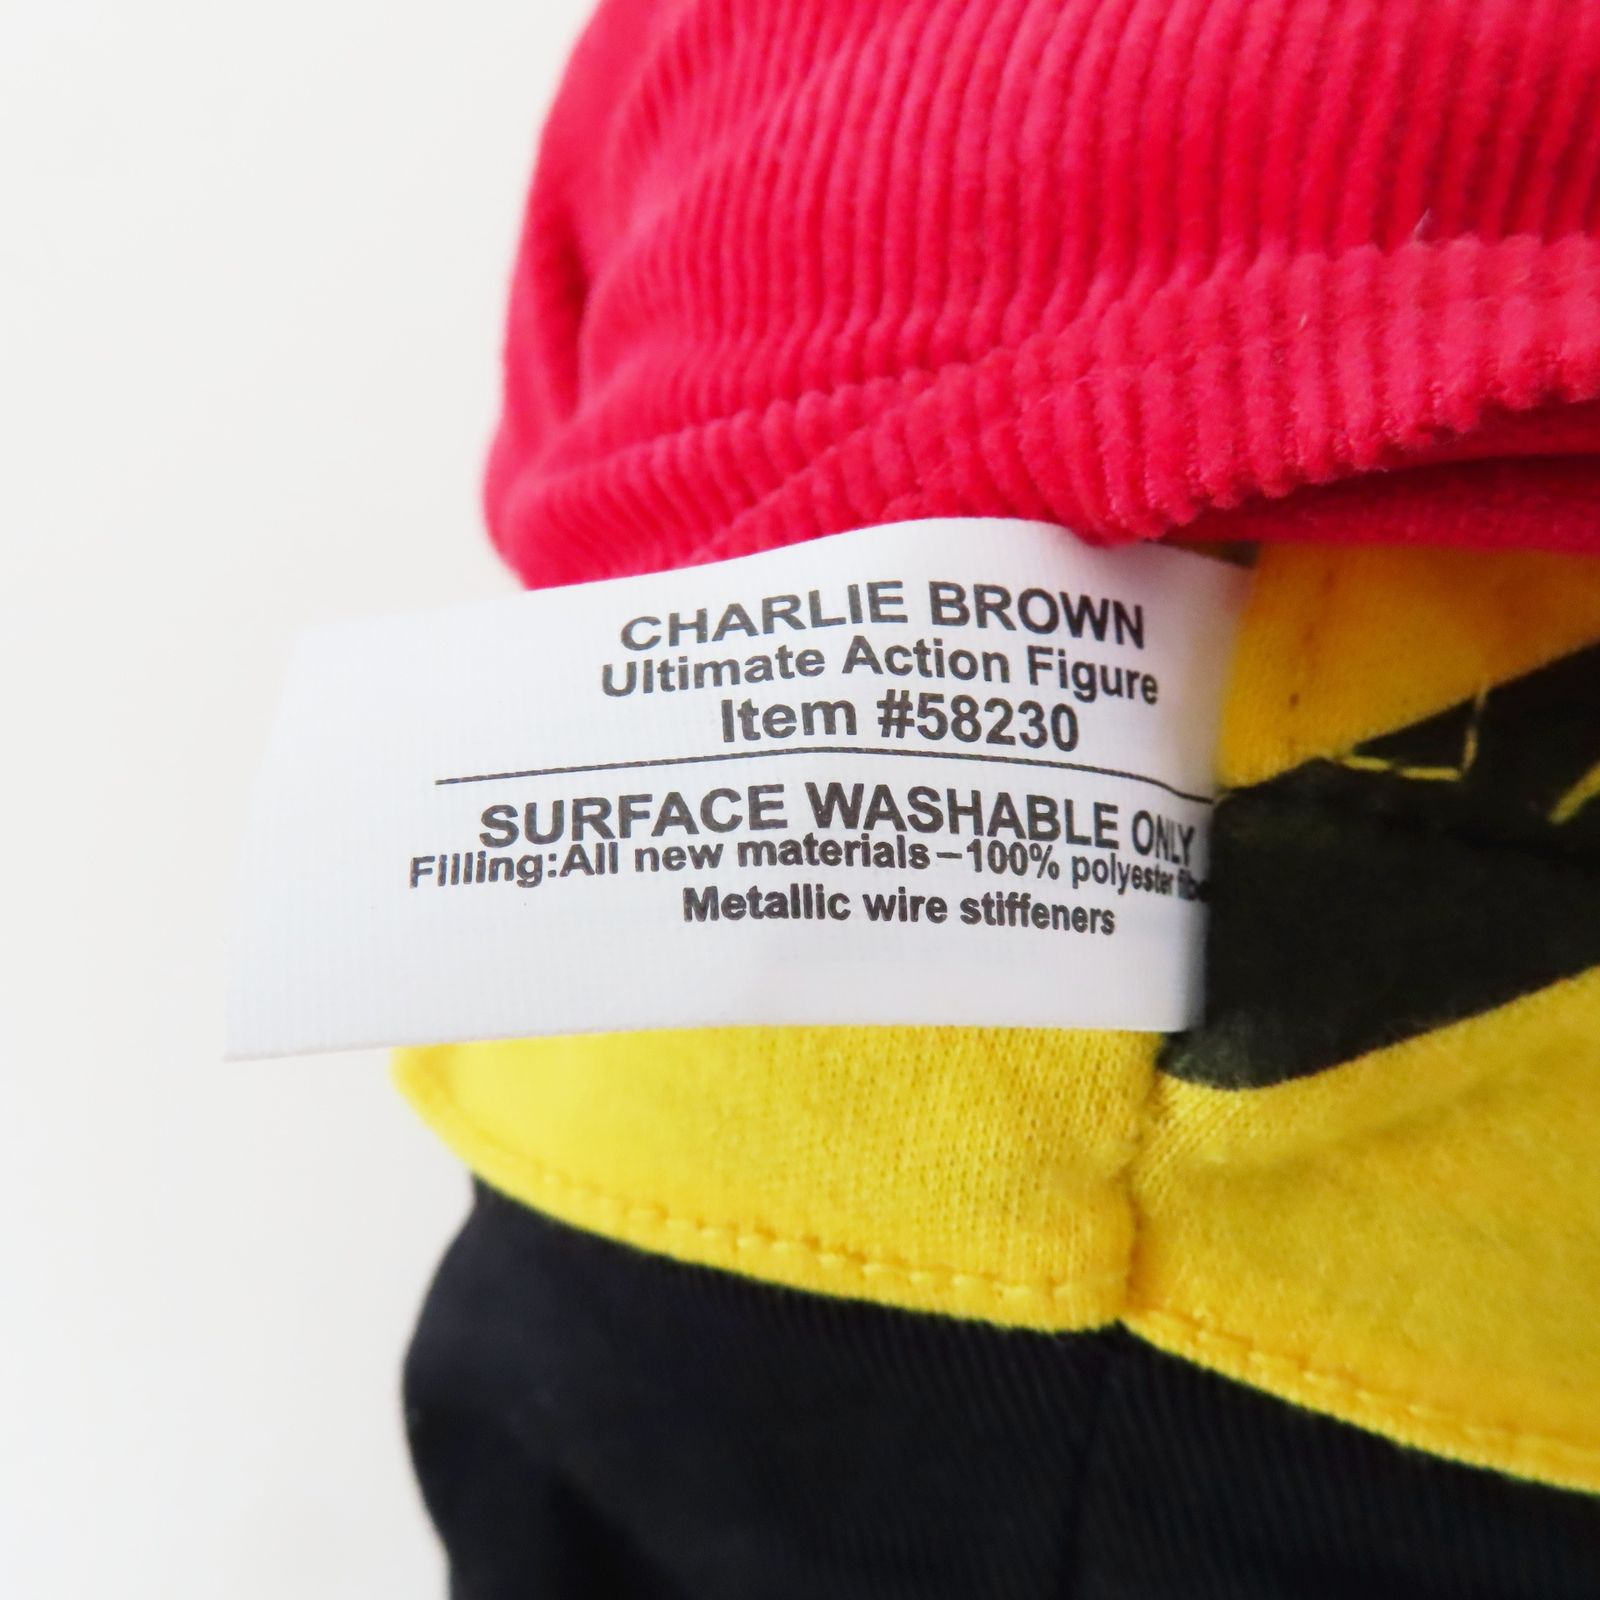 CHARLIE BROWN
Ultimate Action Figure
Item #58230
SURFACE WASHABLE ONLY
Filling:All new materials-100% polyester
Metallic wire stiffeners